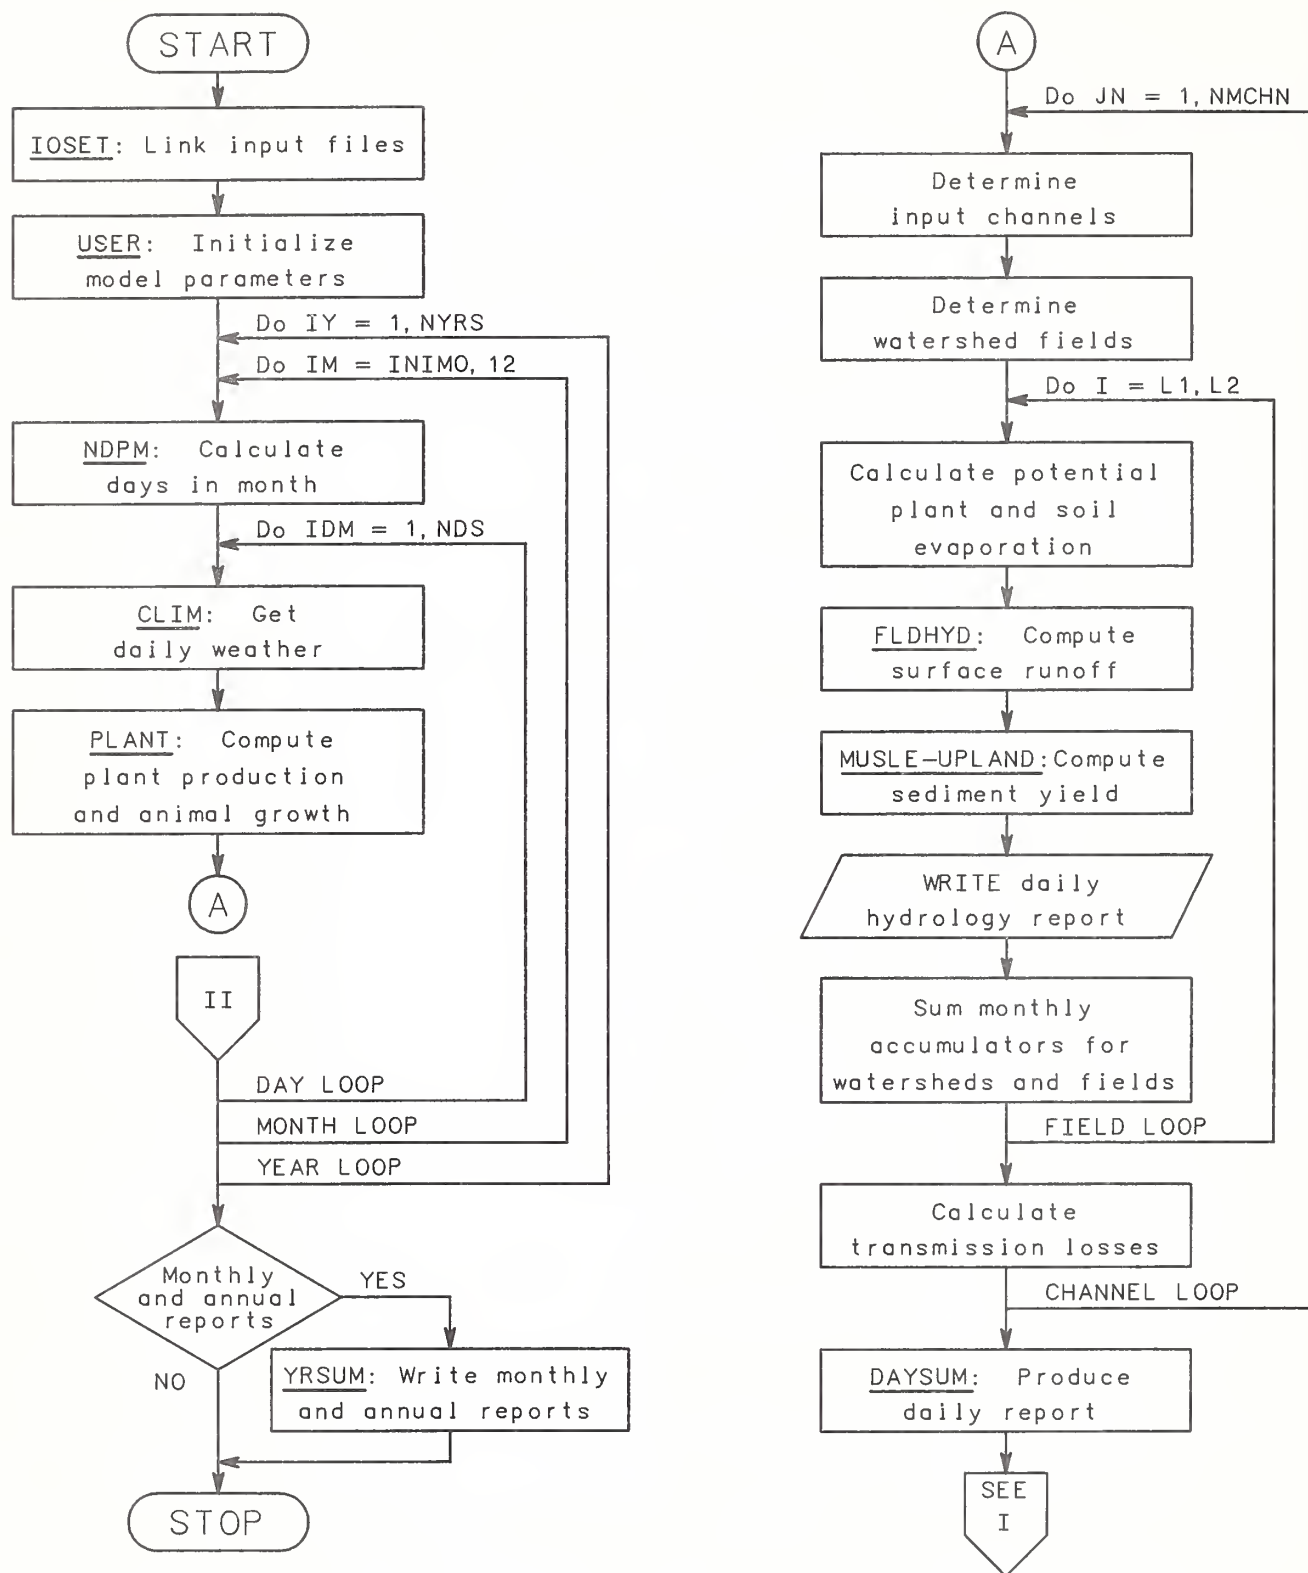 START
IOSET: Link input files
USER: Initialize
model parameters
Do IY = 1, NYRS
Do IM = INIMO, 12
NDPM: Calculate
days in month
Do IDM = 1, NDS
CLIM: Get
daily weather
PLANT: Compute
plant production
and animal growth
A
II
DAY LOOP
MONTH LOOP
YEAR LOOP
Monthly
and annual
reports
YES
NO
YRSUM: Write monthly
and annual reports
STOP
A
Do JN = 1, NMCHN
Determine
input channels
Determine
watershed fields
Do I = L1, L2
Calculate potential
plant and soil
evaporation
FLDHYD: Compute
surface runoff
MUSLE-UPLAND: Compute
sediment yield
WRITE daily
hydrology report
Sum monthly
accumulators for
watersheds and fields
FIELD LOOP
Calculate
transmission losses
CHANNEL LOOP
DAYSUM: Produce
daily report
SEE
I